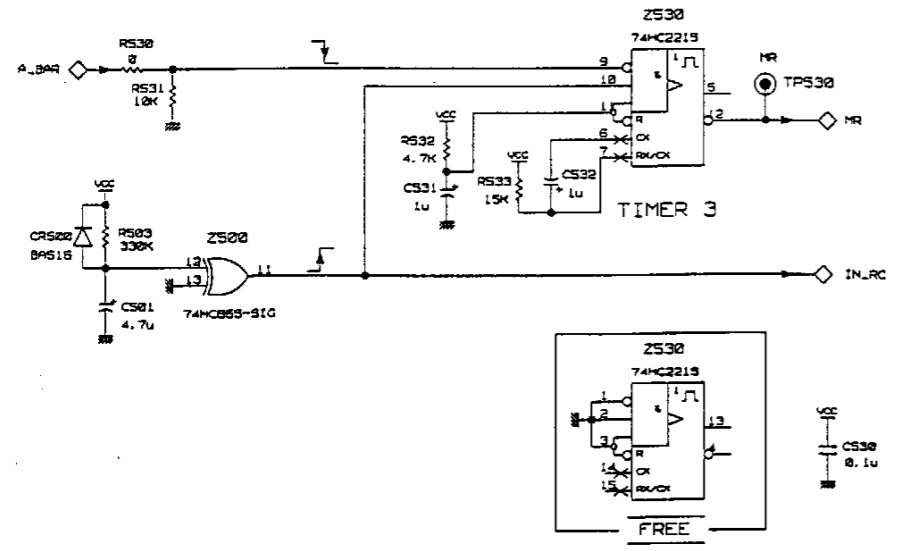 Z530
74HC221S
R530
0
A_BAR
R531
10K
9
10
11
R
6
CX
7
RX/CX
5
12
MR
TP530
MR
VCC
R532
4.7K
C531
1u
VCC
R533
15K
C532
1u
TIMER 3
VCC
CR500
BAS16
R503
330K
Z500
12
13
11
74HC86S-SIG
C501
4.7u
IN_RC
Z530
74HC221S
1
2
3
R
14
CX
15
RX/CX
13
4
FREE
VCC
C530
0.1u